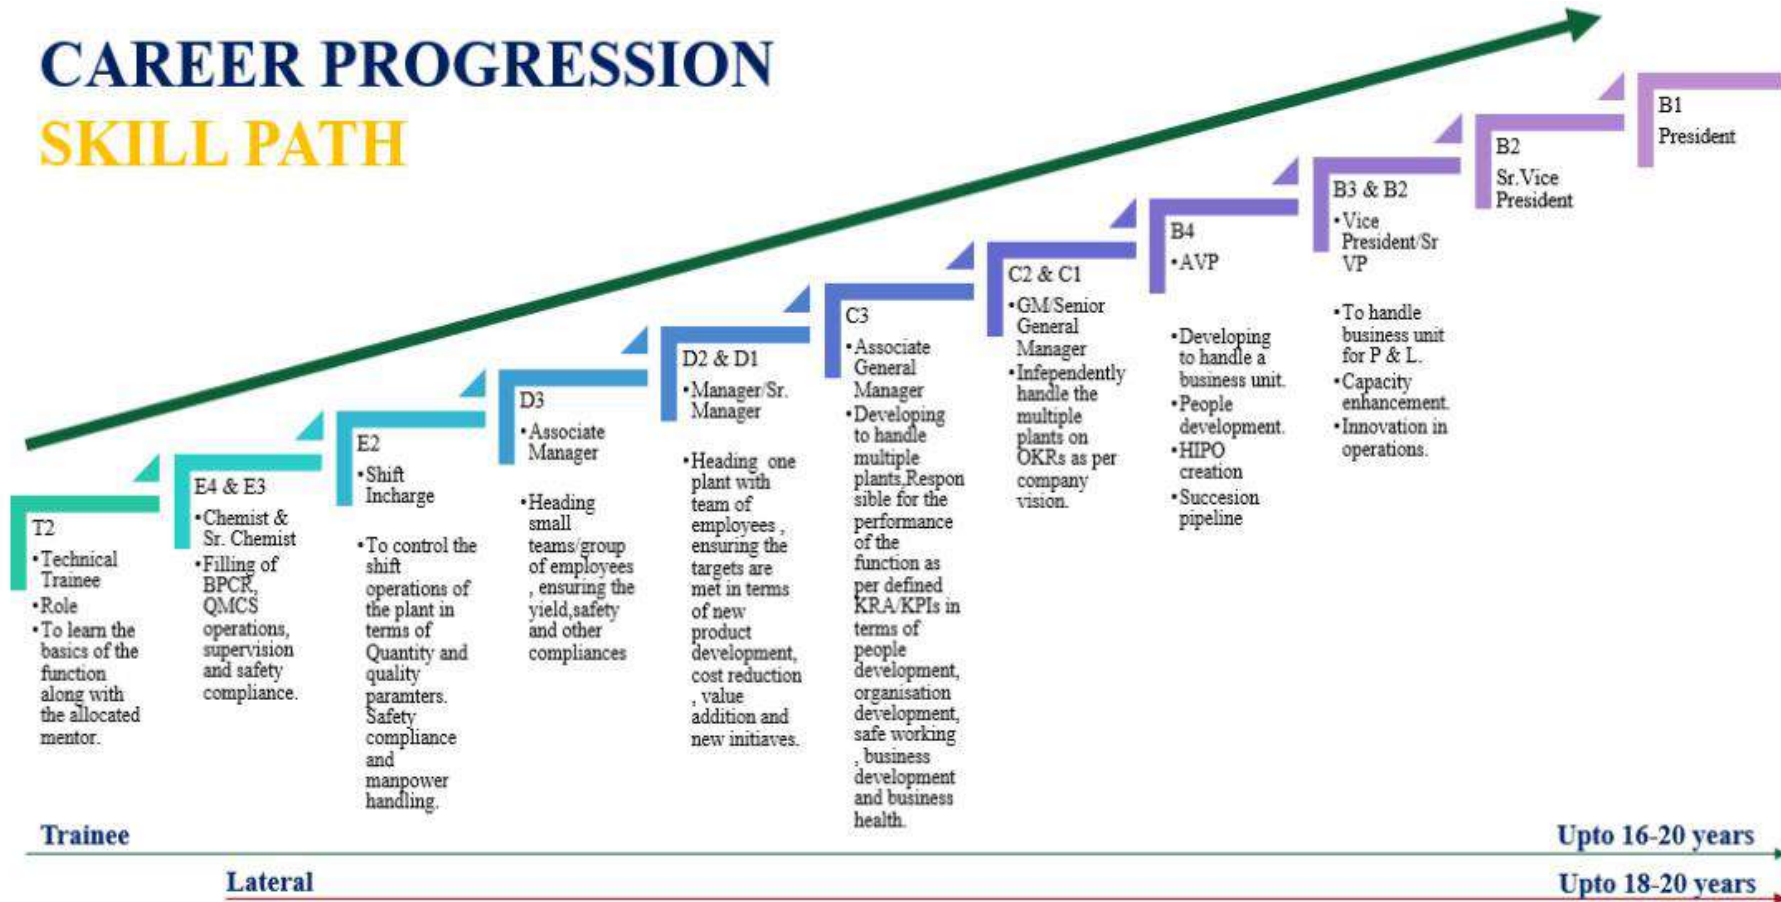 CAREER PROGRESSION
SKILL PATH
T2
•Technical
Trainee
•Role
•To learn the
basics of the
function
along with
the allocated
mentor.
E4 & E3
•Chemist &
Sr. Chemist
•Filling of
BPCR,
QMCS
operations,
supervision
and safety
compliance.
E2
•Shift
Incharge
•To control the
shift
operations of
the plant in
terms of
Quantity and
quality
paramters.
Safety
compliance
and
manpower
handling.
D3
•Associate
Manager
•Heading
small
teams/group
of employees
, ensuring the
yield,safety
and other
compliances
D2 & D1
•Manager/Sr.
Manager
•Heading one
plant with
team of
employees ,
ensuring the
targets are
met in terms
of new
product
development,
cost reduction
, value
addition and
new initiaves.
C3
•Associate
General
Manager
•Developing
to handle
multiple
plants,Respon
sible for the
performance
of the
function as
per defined
KRA/KPIs in
terms of
people
development,
organisation
development,
safe working
, business
development
and business
health.
C2 & C1
•GM/Senior
General
Manager
•Infependently
handle the
multiple
plants on
OKRs as per
company
vision.
B4
•AVP
•Developing
to handle a
business unit.
•People
development.
•HIPO
creation
•Succesion
pipeline
B3 & B2
•Vice
President/Sr
VP
•To handle
business unit
for P & L.
•Capacity
enhancement.
•Innovation in
operations.
B2
Sr.Vice
President
B1
President
Trainee
Upto 16-20 years
Lateral
Upto 18-20 years